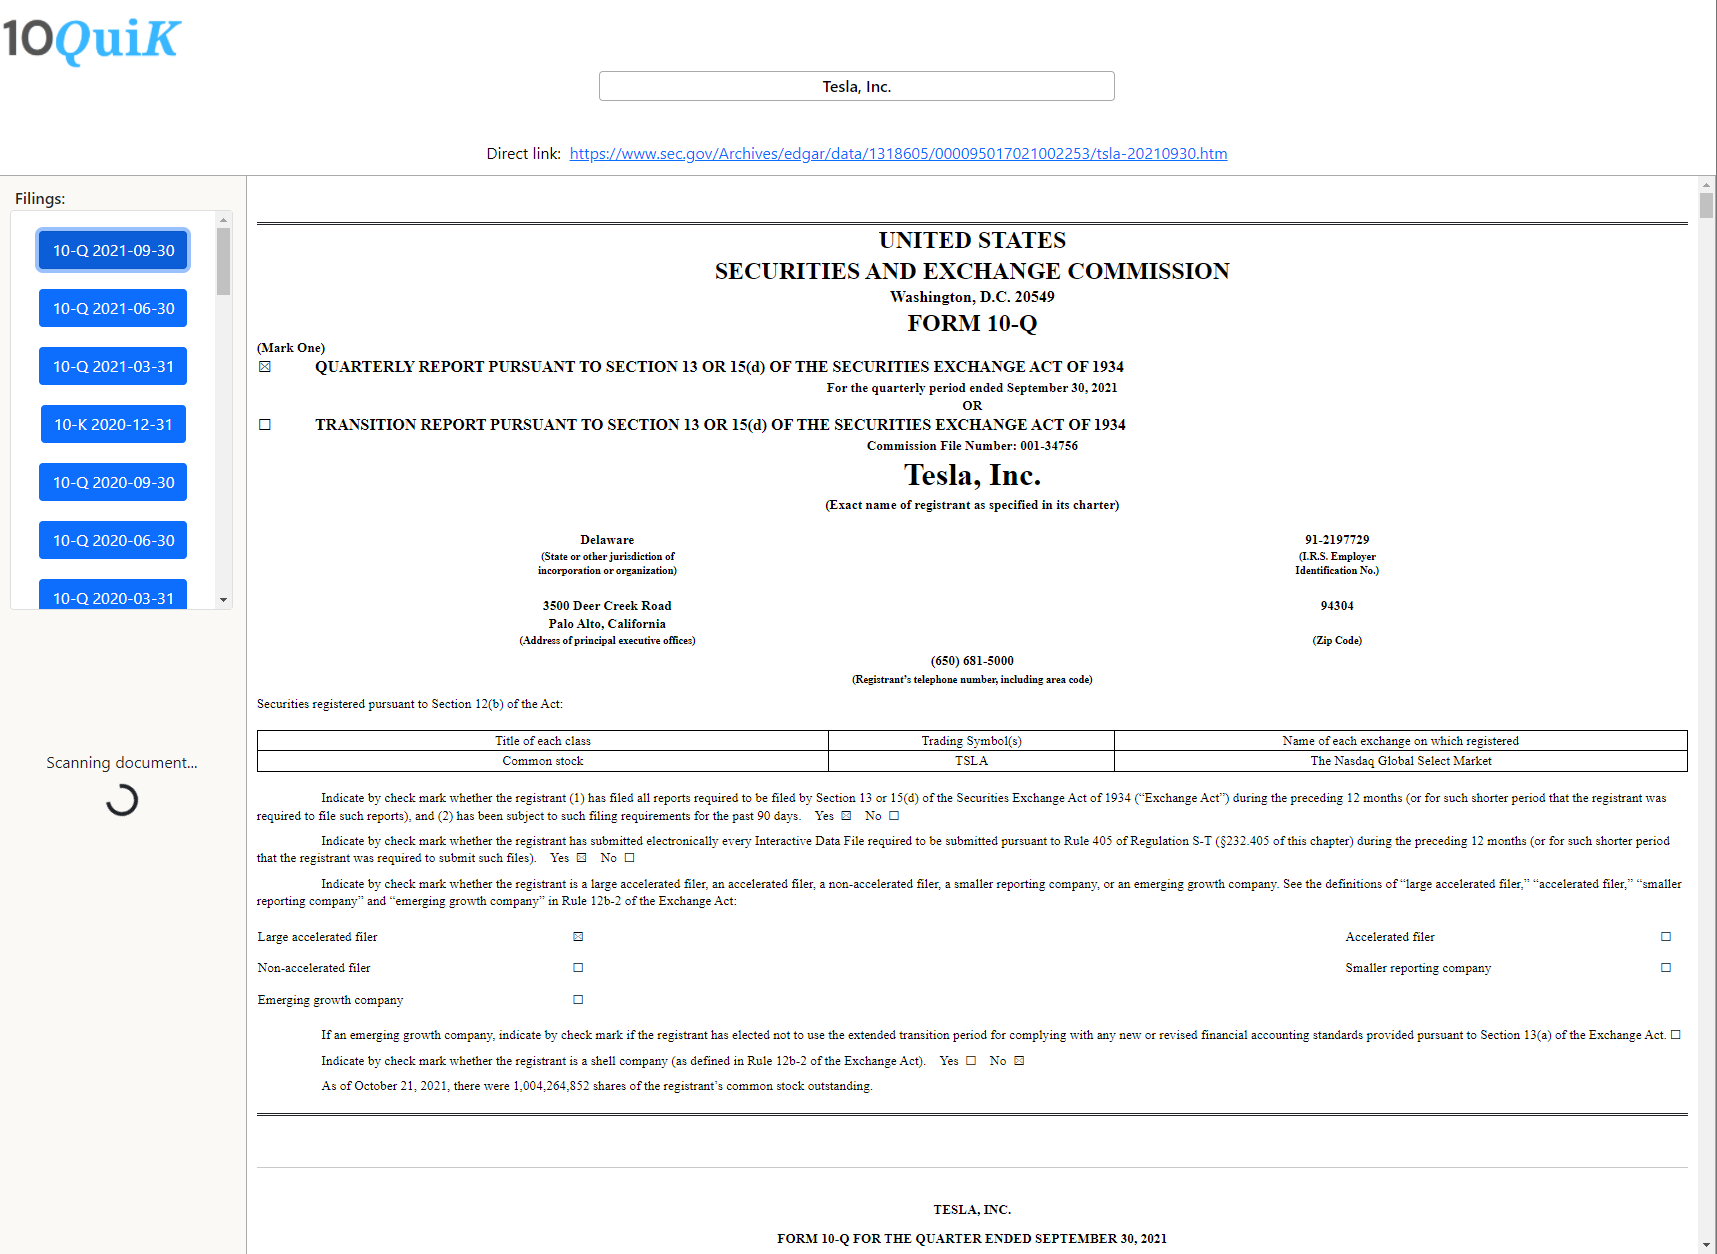 10QuiK
Tesla, Inc.
Direct link: https://www.sec.gov/Archives/edgar/data/1318605/000095017021002253/tsla-20210930.htm
Filings:
10-Q 2021-09-30
10-Q 2021-06-30
10-Q 2021-03-31
10-K 2020-12-31
10-Q 2020-09-30
10-Q 2020-06-30
10-Q 2020-03-31
Scanning document...
UNITED STATES
SECURITIES AND EXCHANGE COMMISSION
Washington, D.C. 20549
FORM 10-Q
(Mark One)
☒ QUARTERLY REPORT PURSUANT TO SECTION 13 OR 15(d) OF THE SECURITIES EXCHANGE ACT OF 1934
For the quarterly period ended September 30, 2021
OR
☐ TRANSITION REPORT PURSUANT TO SECTION 13 OR 15(d) OF THE SECURITIES EXCHANGE ACT OF 1934
Commission File Number: 001-34756
Tesla, Inc.
(Exact name of registrant as specified in its charter)
Delaware 91-2197729
(State or other jurisdiction of (I.R.S. Employer
incorporation or organization) Identification No.)
3500 Deer Creek Road 94304
Palo Alto, California
(Address of principal executive offices) (Zip Code)
(650) 681-5000
(Registrant’s telephone number, including area code)
Securities registered pursuant to Section 12(b) of the Act:
Title of each class Trading Symbol(s) Name of each exchange on which registered
Common stock TSLA The Nasdaq Global Select Market
Indicate by check mark whether the registrant (1) has filed all reports required to be filed by Section 13 or 15(d) of the Securities Exchange Act of 1934 (“Exchange Act”) during the preceding 12 months (or for such shorter period that the registrant was
required to file such reports), and (2) has been subject to such filing requirements for the past 90 days. Yes ☒ No ☐
Indicate by check mark whether the registrant has submitted electronically every Interactive Data File required to be submitted pursuant to Rule 405 of Regulation S-T (§232.405 of this chapter) during the preceding 12 months (or for such shorter period
that the registrant was required to submit such files). Yes ☒ No ☐
Indicate by check mark whether the registrant is a large accelerated filer, an accelerated filer, a non-accelerated filer, a smaller reporting company, or an emerging growth company. See the definitions of “large accelerated filer,” “accelerated filer,” “smaller
reporting company” and “emerging growth company” in Rule 12b-2 of the Exchange Act:
Large accelerated filer ☒ Accelerated filer ☐
Non-accelerated filer ☐ Smaller reporting company ☐
Emerging growth company ☐
If an emerging growth company, indicate by check mark if the registrant has elected not to use the extended transition period for complying with any new or revised financial accounting standards provided pursuant to Section 13(a) of the Exchange Act. ☐
Indicate by check mark whether the registrant is a shell company (as defined in Rule 12b-2 of the Exchange Act). Yes ☐ No ☒
As of October 21, 2021, there were 1,004,264,852 shares of the registrant’s common stock outstanding.
TESLA, INC.
FORM 10-Q FOR THE QUARTER ENDED SEPTEMBER 30, 2021